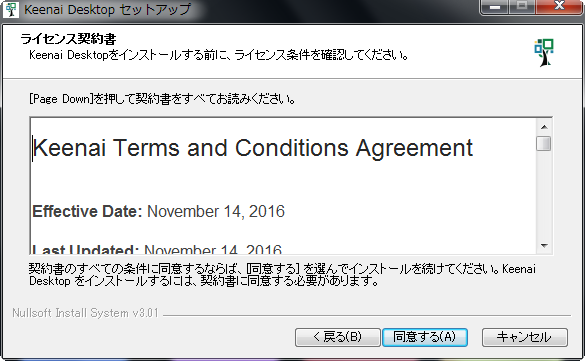 Keenai Desktop セットアップ
ライセンス契約書
Keenai Desktopをインストールする前に、ライセンス条件を確認してください。
[Page Down]を押して契約書をすべてお読みください。
Keenai Terms and Conditions Agreement
Effective Date: November 14, 2016
Last Updated: November 14, 2016
契約書のすべての条件に同意するならば、[同意する] を選んでインストールを続けてください。Keenai
Desktop をインストールするには、契約書に同意する必要があります。
Nullsoft Install System v3.01
< 戻る(B)
同意する(A)
キャンセル